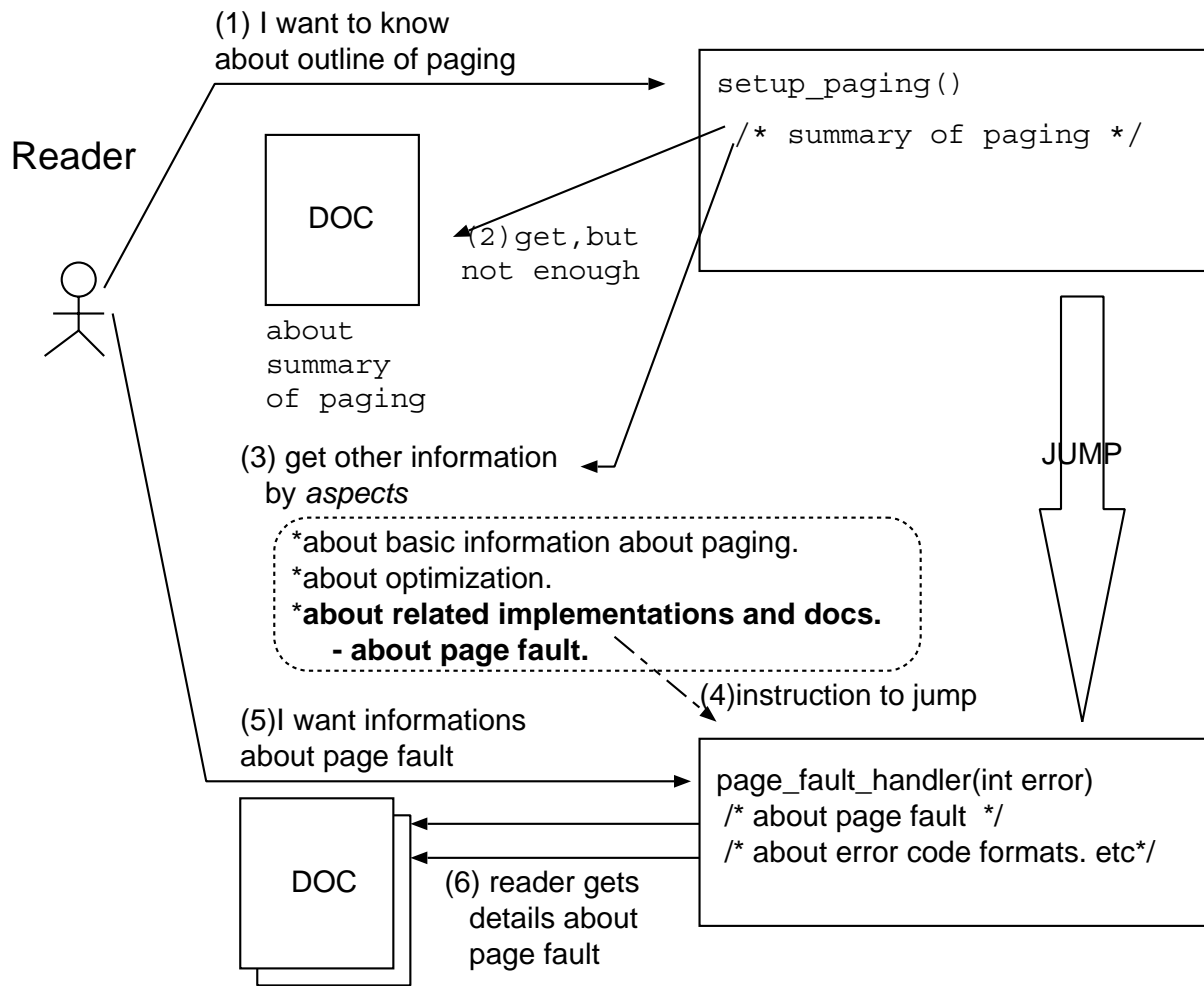 (1) I want to know
about outline of paging
setup_paging()
/* summary of paging */
Reader
DOC
(2)get,but
not enough
about
summary
of paging
(3) get other information
by aspects
JUMP
*about basic information about paging.
*about optimization.
*about related implementations and docs.
- about page fault.
(4)instruction to jump
(5)I want informations
about page fault
page_fault_handler(int error)
/* about page fault */
/* about error code formats. etc*/
DOC
(6) reader gets
details about
page fault